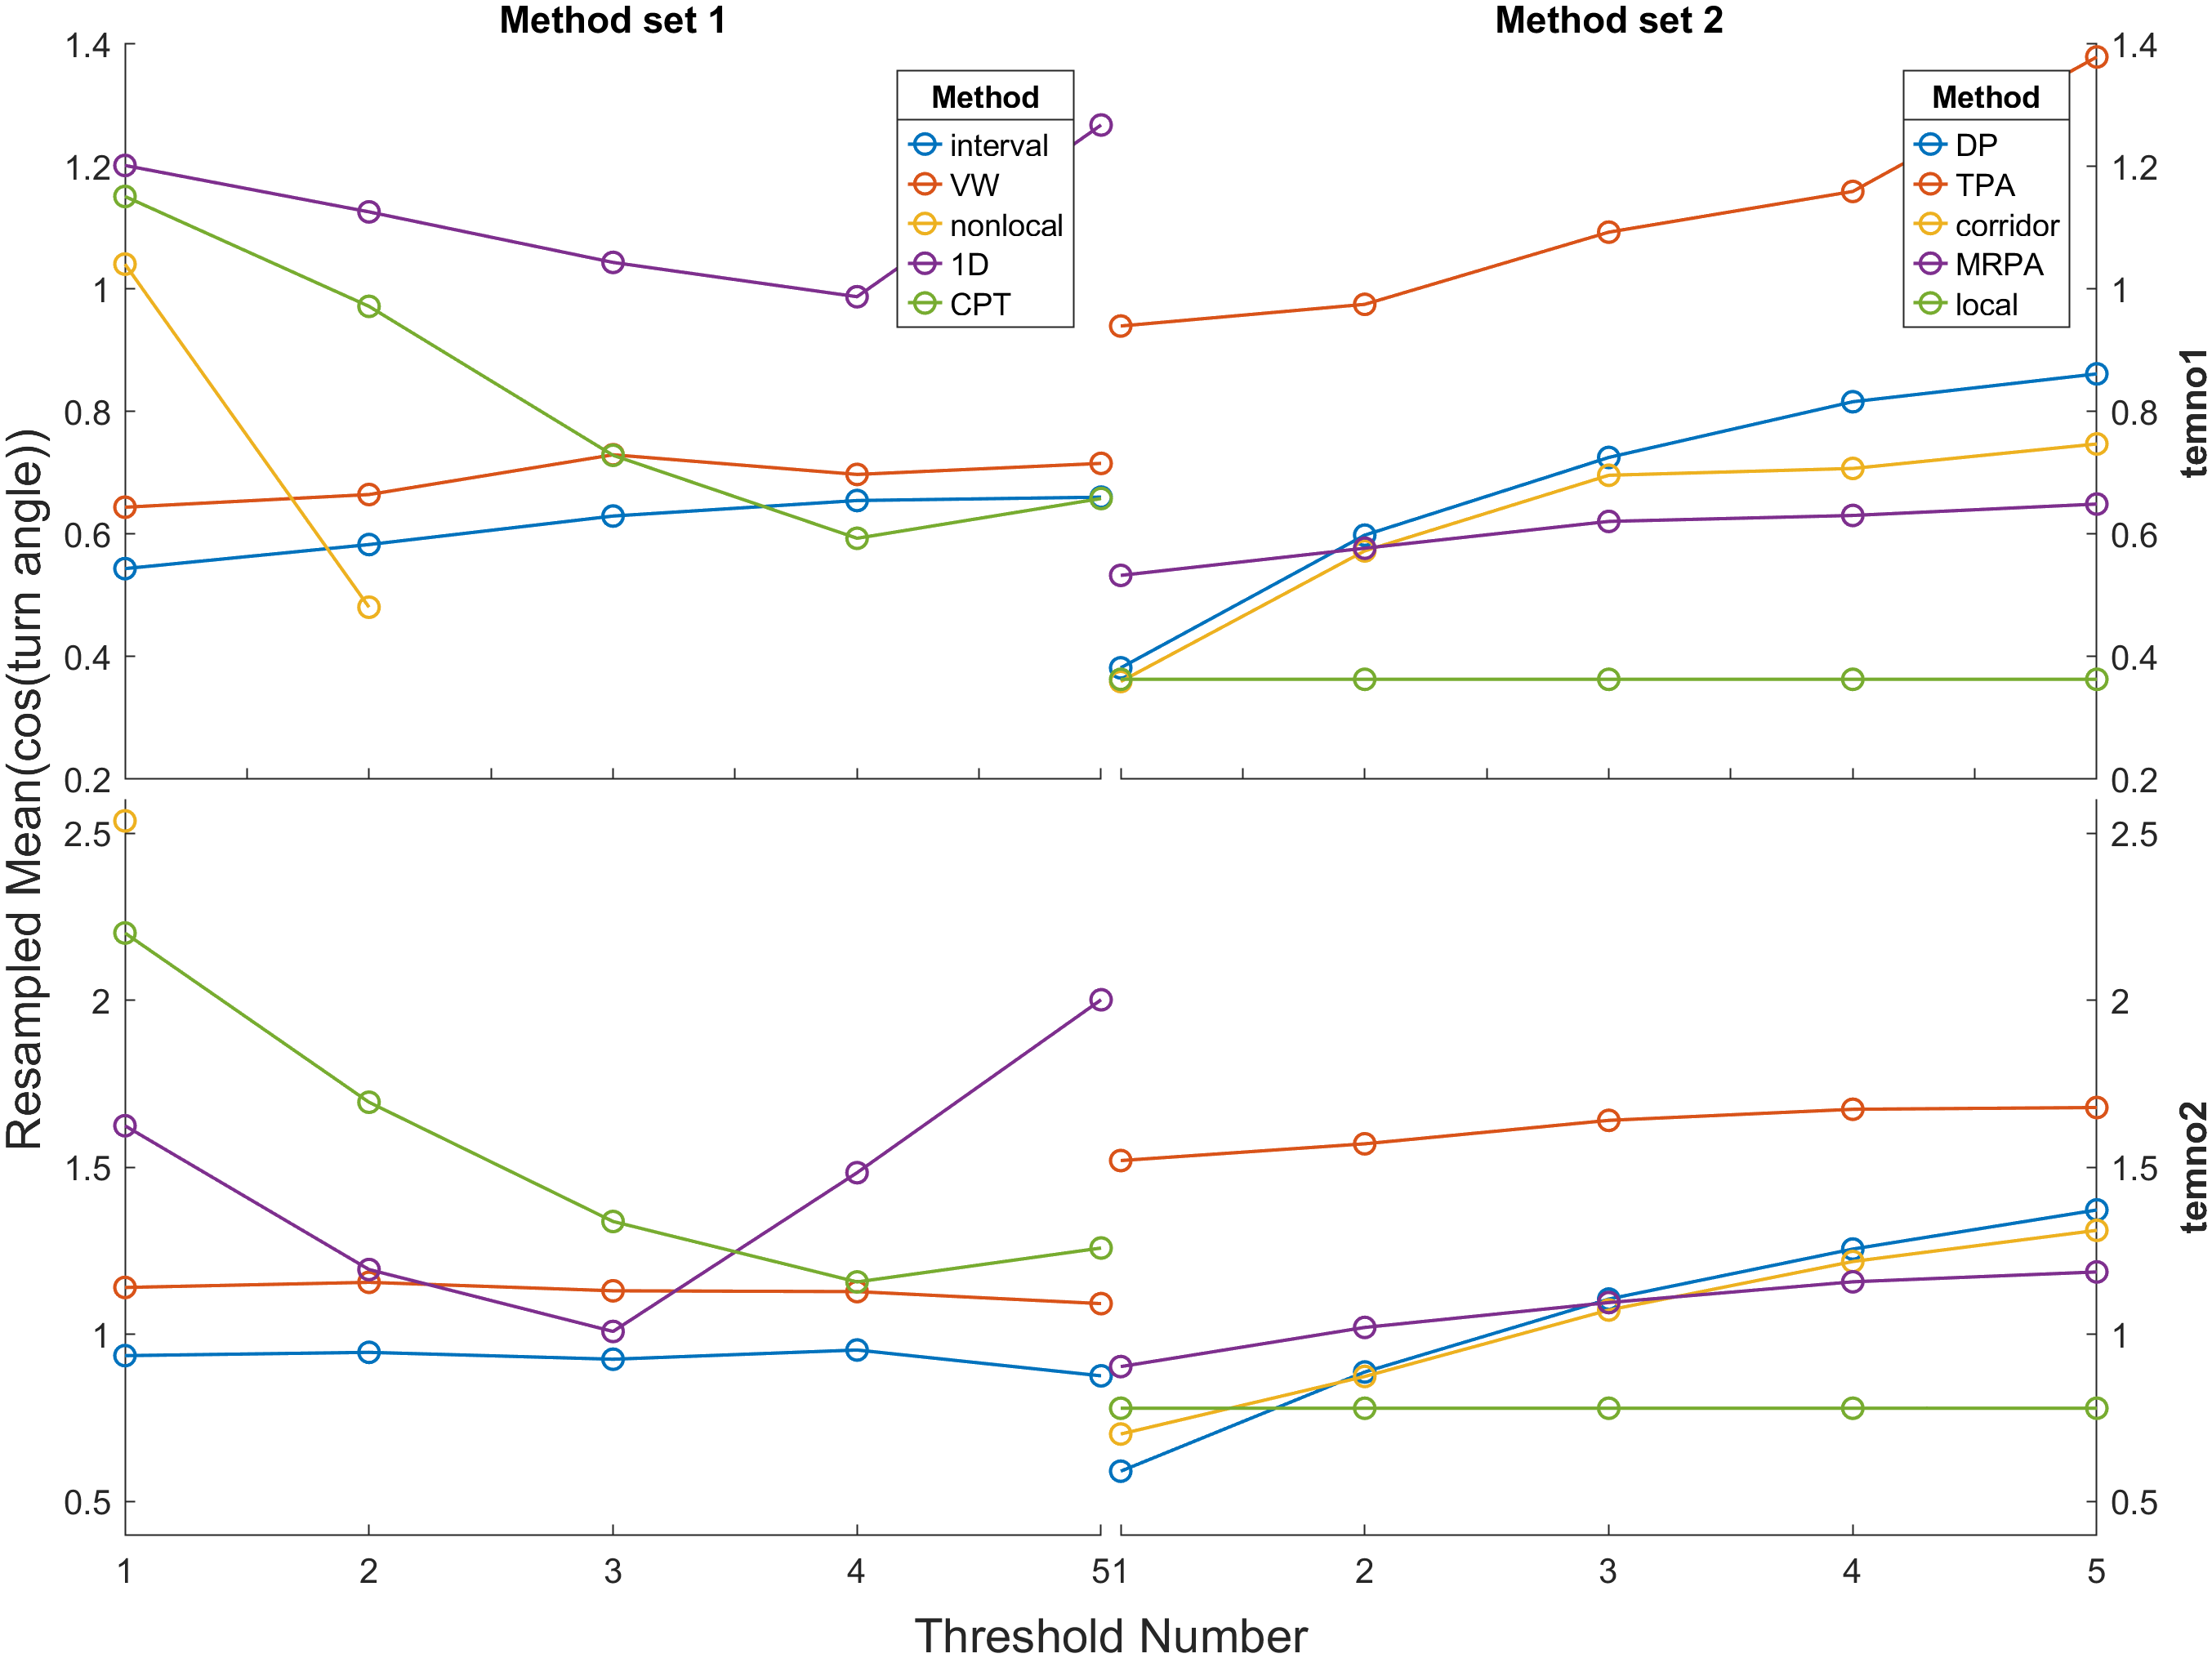 Method set 1
Method set 2
1.4
1.2
1
0.8
0.6
0.4
0.2
Method
interval
VW
nonlocal
1D
CPT
Method
DP
TPA
corridor
MRPA
local
1.4
1.2
1
0.8
0.6
0.4
0.2
temno1
Resampled Mean(cos(turn angle))
2.5
2
1.5
1
0.5
2.5
2
1.5
1
0.5
temno2
1 2 3 4 5 1 2 3 4 5
Threshold Number